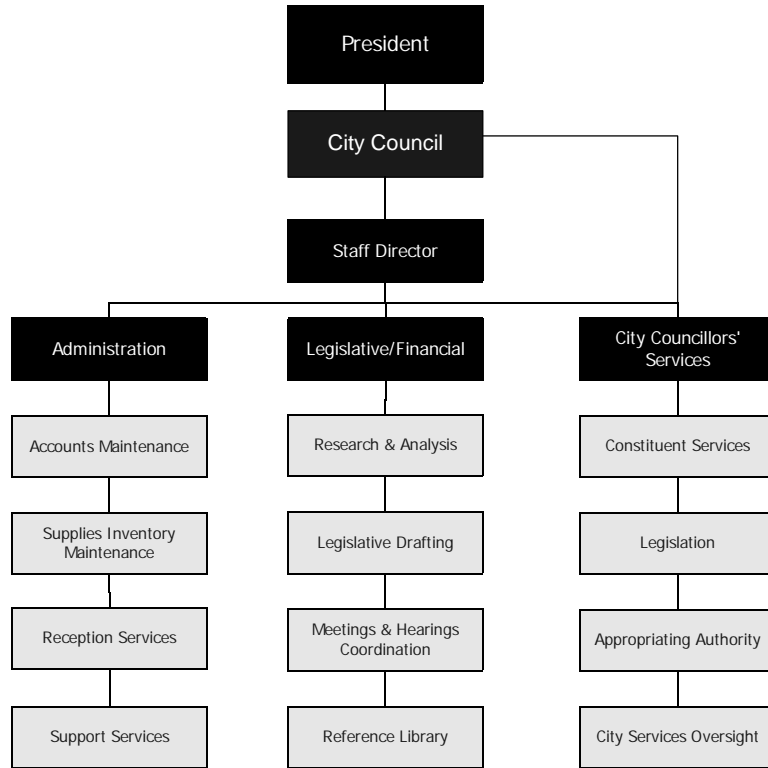 President
City Council
Staff Director
Administration
Legislative/Financial
City Councillors'
Services
Accounts Maintenance
Research & Analysis
Constituent Services
Supplies Inventory
Maintenance
Legislative Drafting
Legislation
Reception Services
Meetings & Hearings
Coordination
Appropriating Authority
Support Services
Reference Library
City Services Oversight